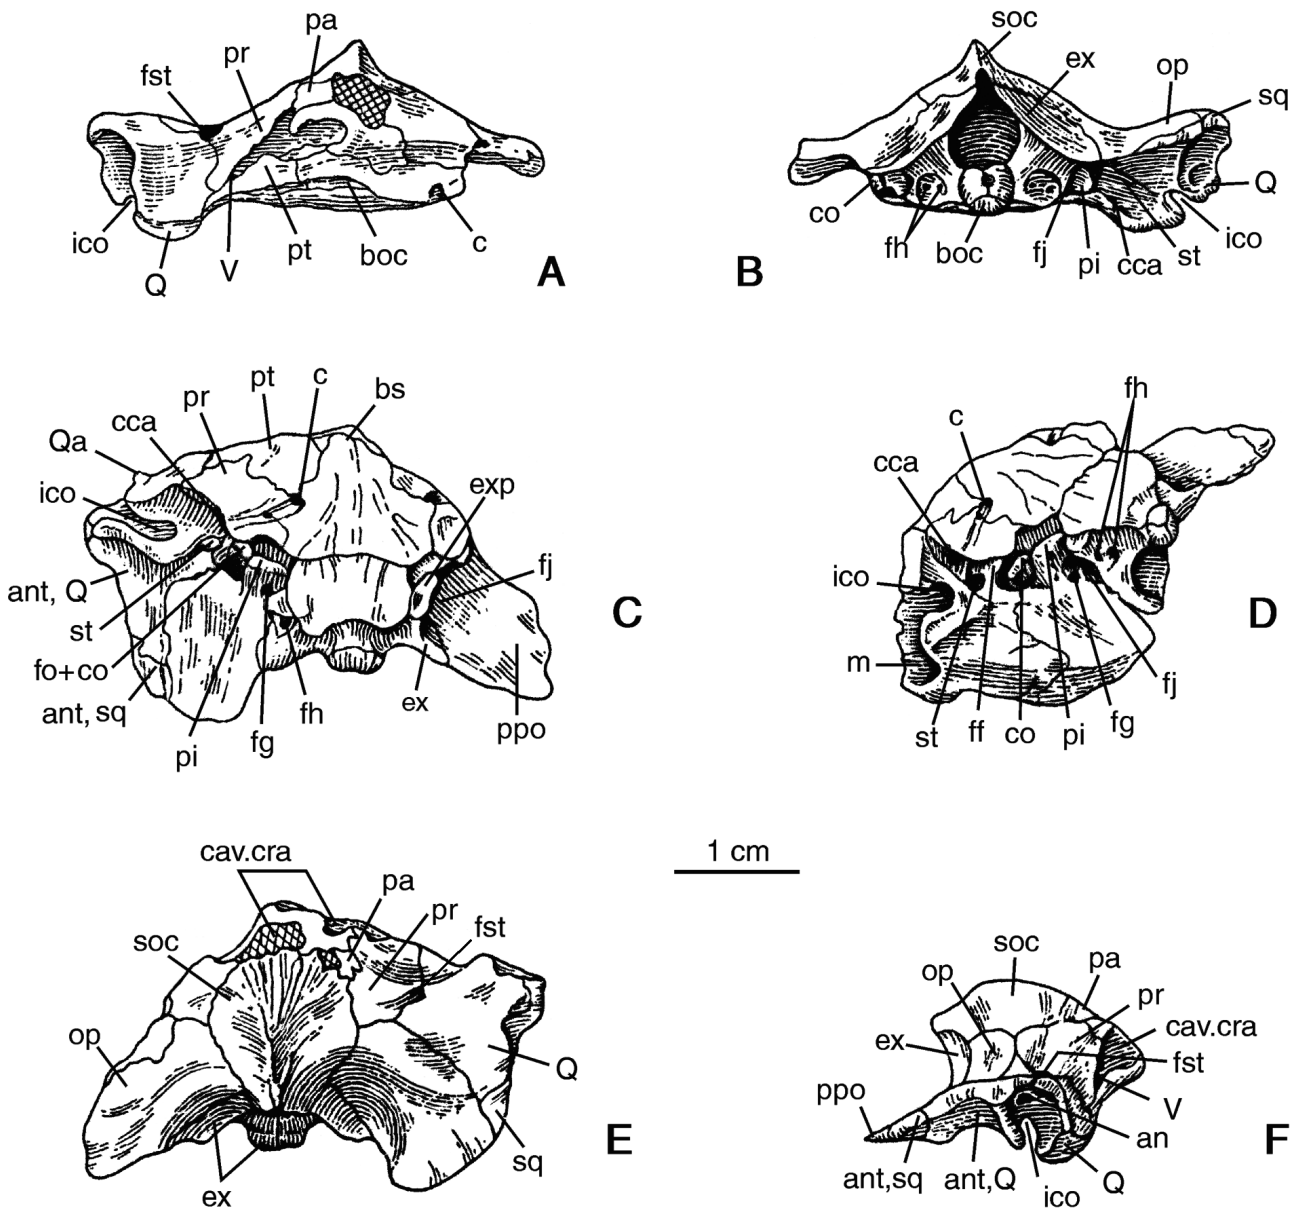 pa
pr
fst
ico
Q
V
pt
boc
c
A
soc
ex
op
sq
Q
co
fh
boc
fj
pi
cca
st
ico
B
c
pt
bs
pr
cca
Qa
ico
exp
fj
ant, Q
st
fo+co
ant, sq
pi
fg
fh
ex
ppo
C
fh
c
cca
ico
m
st
ff
co
pi
fg
fj
D
1 cm
cav.cra
pa
pr
fst
soc
op
Q
sq
ex
E
soc
pa
op
pr
cav.cra
ex
fst
ppo
V
an
ant,sq
ant,Q
ico
Q
F